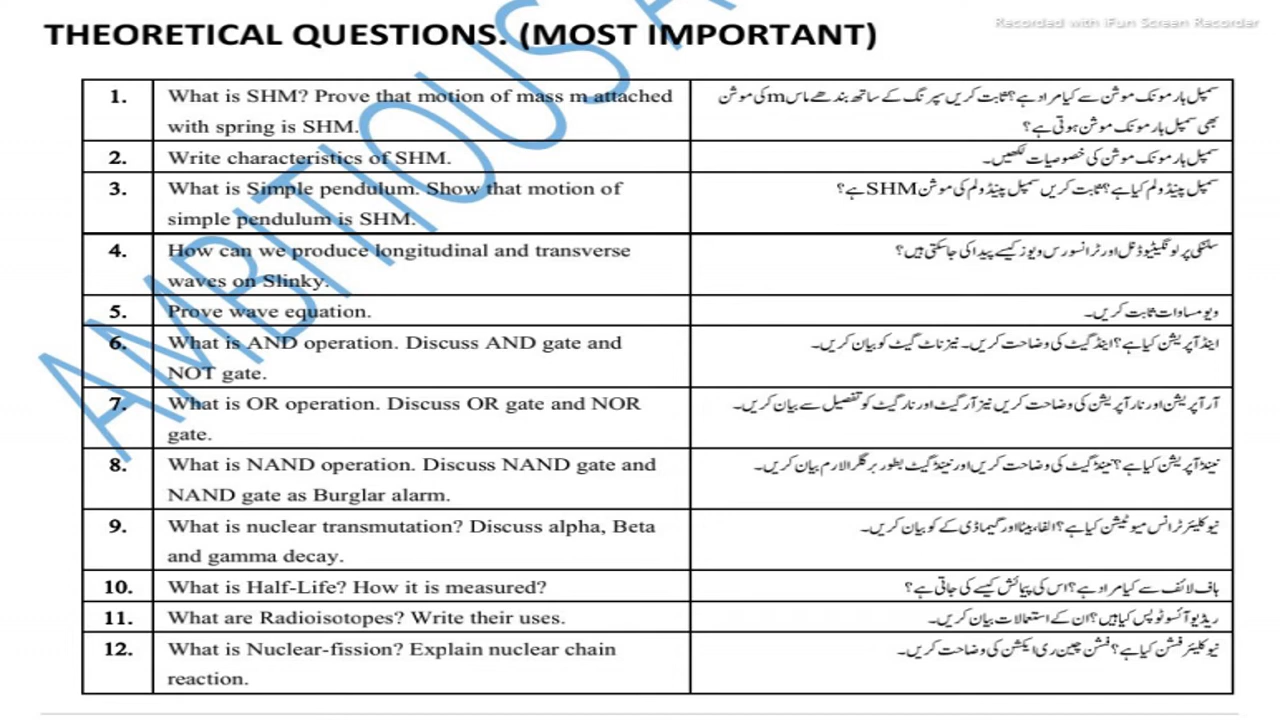 THEORETICAL QUESTIONS. (MOST IMPORTANT)
Recorded with iFun Screen Recorder
AMBITIOUS A
1. What is SHM? Prove that motion of mass m attached
with spring is SHM.
سمپل ہارمونک موشن سے کیا مراد ہے؟ ثابت کریں سپرنگ کے ساتھ بندھے ماس m کی موشن
بھی سمپل ہارمونک موشن ہوتی ہے؟
2. Write characteristics of SHM.
سمپل ہارمونک موشن کی خصوصیات لکھیں۔
3. What is Simple pendulum. Show that motion of
simple pendulum is SHM.
سمپل پینڈولم کیا ہے؟ ثابت کریں سمپل پینڈولم کی موشن SHM ہے؟
4. How can we produce longitudinal and transverse
waves on Slinky.
سلنکی پر لونگیٹیوڈنل اور ٹرانسورس ویوز کیسے پیدا کی جاسکتی ہیں؟
5. Prove wave equation.
ویو مساوات ثابت کریں۔
6. What is AND operation. Discuss AND gate and
NOT gate.
اینڈ آپریشن کیا ہے؟ اینڈ گیٹ کی وضاحت کریں۔ نیز ناٹ گیٹ کو بیان کریں۔
7. What is OR operation. Discuss OR gate and NOR
gate.
آر آپریشن اور نار آپریشن کی وضاحت کریں نیز آر گیٹ اور نار گیٹ کو تفصیل سے بیان کریں۔
8. What is NAND operation. Discuss NAND gate and
NAND gate as Burglar alarm.
نینڈ آپریشن کیا ہے؟ نینڈ گیٹ کی وضاحت کریں اور نینڈ گیٹ بطور برگلر الارم بیان کریں۔
9. What is nuclear transmutation? Discuss alpha, Beta
and gamma decay.
نیوکلیئر ٹرانس میوٹیشن کیا ہے؟ الفا، بیٹا اور گیما ڈی کے کو بیان کریں۔
10. What is Half-Life? How it is measured?
ہاف لائف سے کیا مراد ہے؟ اس کی پیمائش کیسے کی جاتی ہے؟
11. What are Radioisotopes? Write their uses.
ریڈیو آئسوٹوپس کیا ہیں؟ ان کے استعمالات بیان کریں۔
12. What is Nuclear-fission? Explain nuclear chain
reaction.
نیوکلیئر فشن کیا ہے؟ فشن چین ری ایکشن کی وضاحت کریں۔